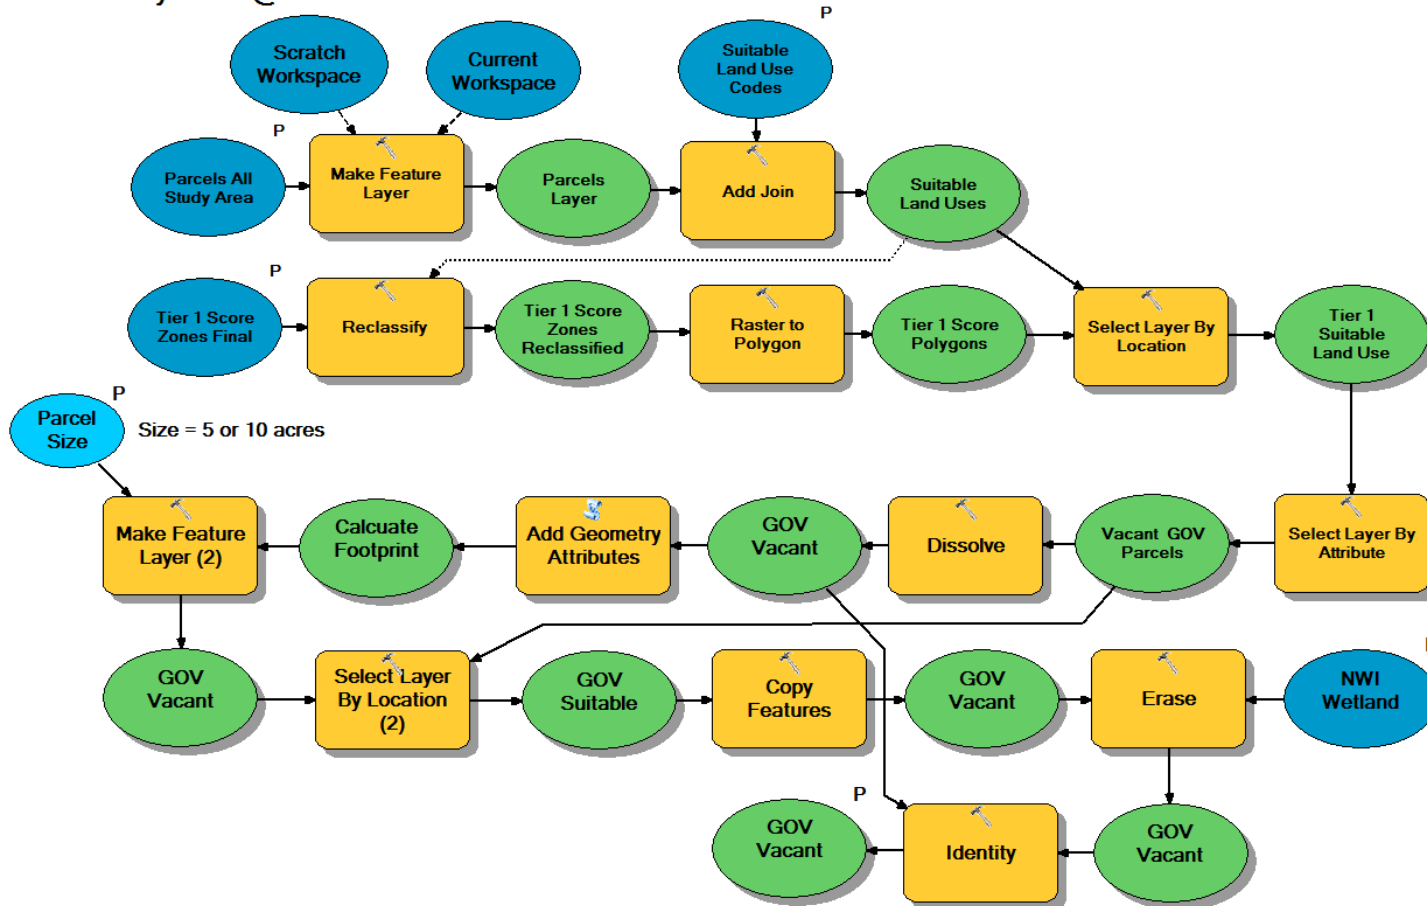 P
Scratch
Workspace
Current
Workspace
Suitable
Land Use
Codes
P
Parcels All
Study Area
Make Feature
Layer
Parcels
Layer
Add Join
Suitable
Land Uses
P
Tier 1 Score
Zones Final
Reclassify
Tier 1 Score
Zones
Reclassified
Raster to
Polygon
Tier 1 Score
Polygons
Select Layer By
Location
Tier 1
Suitable
Land Use
P
Parcel
Size
Size = 5 or 10 acres
Make Feature
Layer (2)
Calcuate
Footprint
Add Geometry
Attributes
GOV
Vacant
Dissolve
Vacant GOV
Parcels
Select Layer By
Attribute
GOV
Vacant
Select Layer
By Location
(2)
GOV
Suitable
Copy
Features
GOV
Vacant
Erase
NWI
Wetland
P
GOV
Vacant
Identity
GOV
Vacant